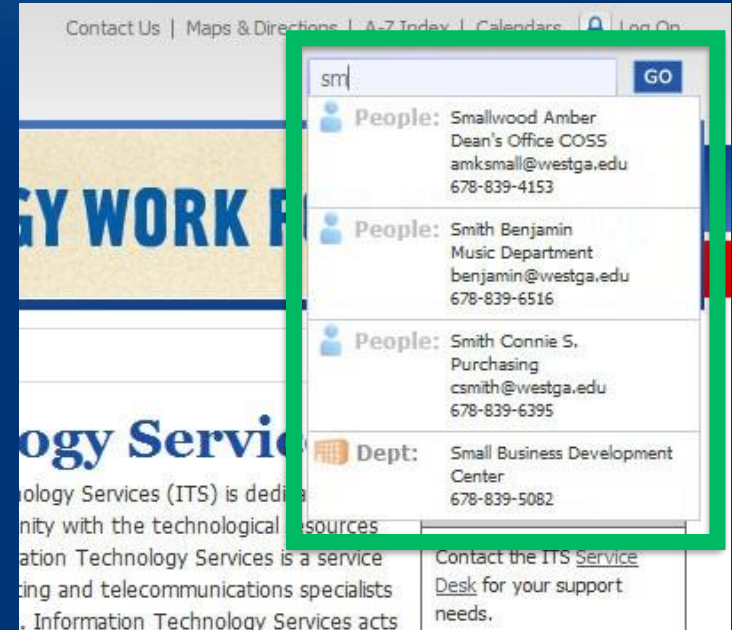 Contact Us | Maps & Directions | A-Z Index | Calendars Log On
sm GO
People: Smallwood Amber
Dean's Office COSS
amksmall@westga.edu
678-839-4153
GY WORK F
People: Smith Benjamin
Music Department
benjamin@westga.edu
678-839-6516
People: Smith Connie S.
Purchasing
csmith@westga.edu
678-839-6395
Dept: Small Business Development
Center
678-839-5082
ogy Servic
nology Services (ITS) is dedica
nity with the technological resources
ation Technology Services is a service
ting and telecommunications specialists
. Information Technology Services acts
Contact the ITS Service
Desk for your support
needs.